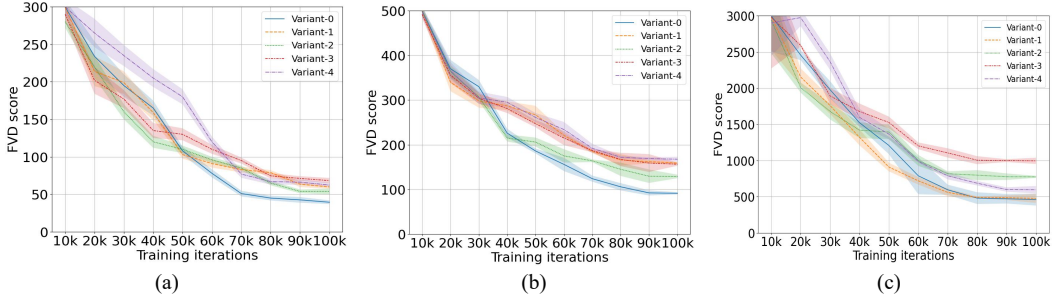 300
250
200
150
100
50
0
FVD score
Variant-0
Variant-1
Variant-2
Variant-3
Variant-4
10k 20k 30k 40k 50k 60k 70k 80k 90k 100k
Training iterations
(a)
500
400
300
200
100
0
FVD score
Variant-0
Variant-1
Variant-2
Variant-3
Variant-4
10k 20k 30k 40k 50k 60k 70k 80k 90k 100k
Training iterations
(b)
3000
2500
2000
1500
1000
500
0
FVD score
Variant-0
Variant-1
Variant-2
Variant-3
Variant-4
10k 20k 30k 40k 50k 60k 70k 80k 90k 100k
Training iterations
(c)